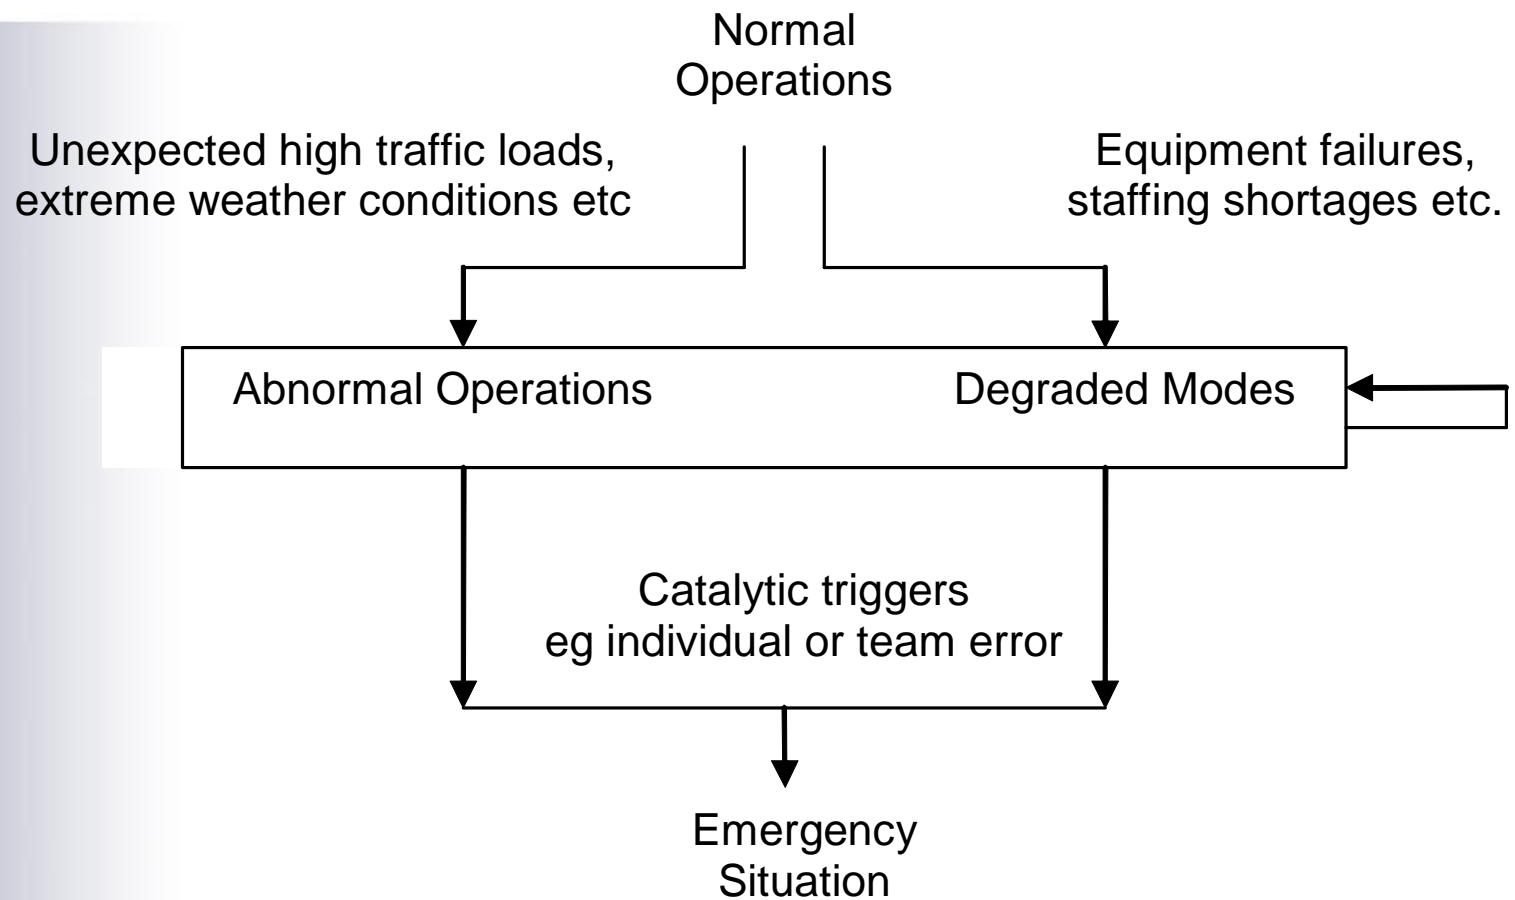 Normal
Operations
Unexpected high traffic loads,
extreme weather conditions etc
Equipment failures,
staffing shortages etc.
Abnormal Operations
Degraded Modes
Catalytic triggers
eg individual or team error
Emergency
Situation